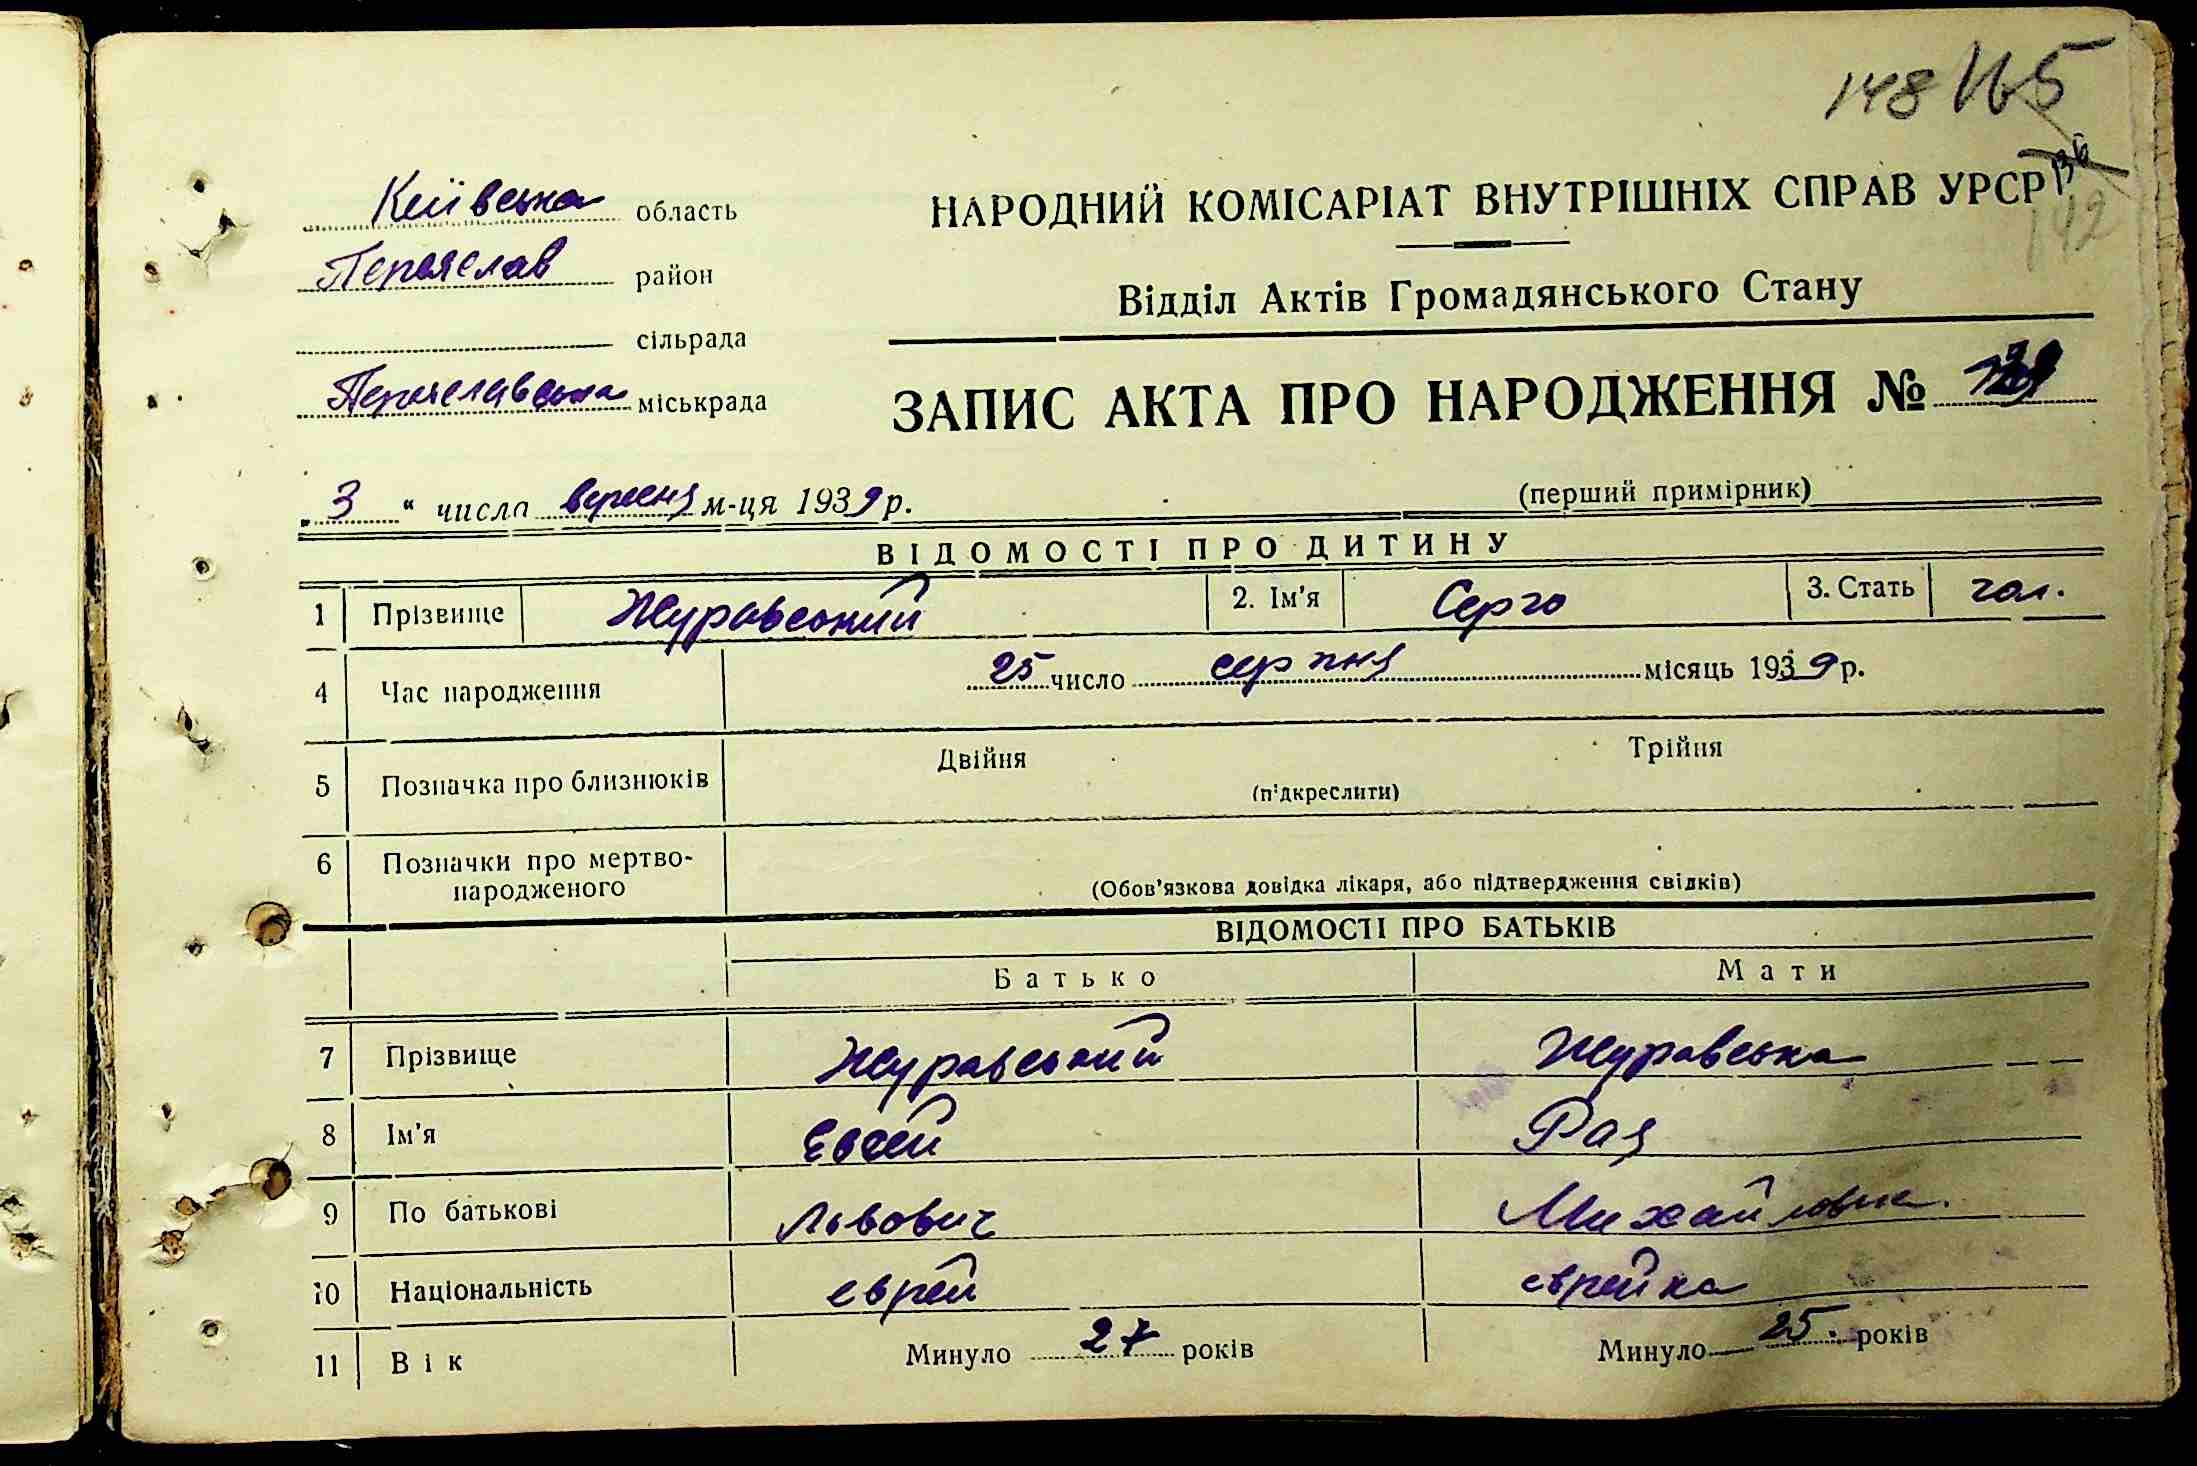 148 165
136
142
Київська область
Переяслав район
сільрада
Переяславська міськрада
НАРОДНИЙ КОМІСАРІАТ ВНУТРІШНІХ СПРАВ УРСР
Відділ Актів Громадянського Стану
ЗАПИС АКТА ПРО НАРОДЖЕННЯ №
(перший примірник)
„ 3 “ числа вересня м-ця 1939 р.
ВІДОМОСТІ ПРО ДИТИНУ
1 Прізвище Журавський 2. Ім'я Серго 3. Стать чол.
4 Час народження 25 число серпня місяць 1939 р.
5 Позначка про близнюків Двійня Трійня
(підкреслити)
6 Позначки про мертво-
народженого
(Обов'язкова довідка лікаря, або підтвердження свідків)
ВІДОМОСТІ ПРО БАТЬКІВ
Батько Мати
7 Прізвище Журавський Журавська
8 Ім'я Евсей Рая
9 По батькові Львович Михайловна.
10 Національність еврей еврейка
11 Вік Минуло 27 років Минуло 25. років